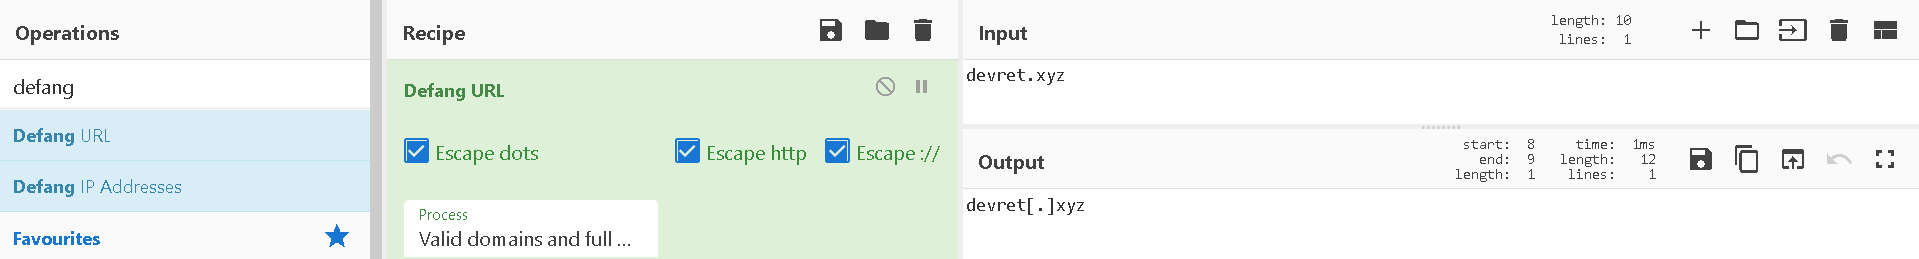 Operations
defang
Defang URL
Defang IP Addresses
Favourites
Recipe
Defang URL
Escape dots
Escape http
Escape ://
Process
Valid domains and full ...
Input
length: 10
lines: 1
devret.xyz
Output
start: 8
end: 9
length: 1
time: 1ms
length: 12
lines: 1
devret[.]xyz